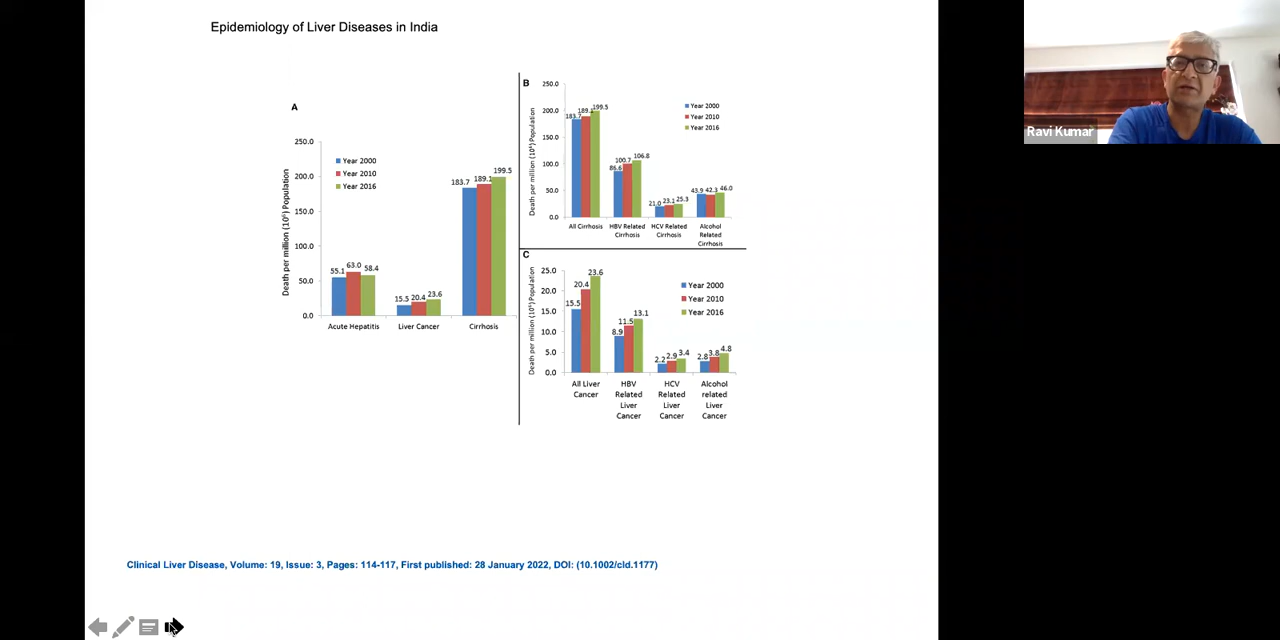 Epidemiology of Liver Diseases in India
Ravi Kumar
A
250.0
200.0
150.0
100.0
50.0
0.0
Death per million (10⁶) Population
Year 2000
Year 2010
Year 2016
55.1 63.0 58.4
15.5 20.4 23.6
183.7 189.1 199.5
Acute Hepatitis Liver Cancer Cirrhosis
B
250.0
200.0
150.0
100.0
50.0
0.0
Death per million (10⁶) Population
Year 2000
Year 2010
Year 2016
183.7 189.1 199.5
86.6 100.7 106.8
21.0 23.1 25.3
43.9 42.3 46.0
All Cirrhosis
HBV Related
Cirrhosis
HCV Related
Cirrhosis
Alcohol
Related
Cirrhosis
C
25.0
20.0
15.0
10.0
5.0
0.0
Death per million (10⁶) Population
Year 2000
Year 2010
Year 2016
15.5 20.4 23.6
8.9 11.5 13.1
2.2 2.9 3.4
2.8 3.8 4.8
All Liver
Cancer
HBV
Related
Liver
Cancer
HCV
Related
Liver
Cancer
Alcohol
related
Liver
Cancer
Clinical Liver Disease, Volume: 19, Issue: 3, Pages: 114-117, First published: 28 January 2022, DOI: (10.1002/cld.1177)